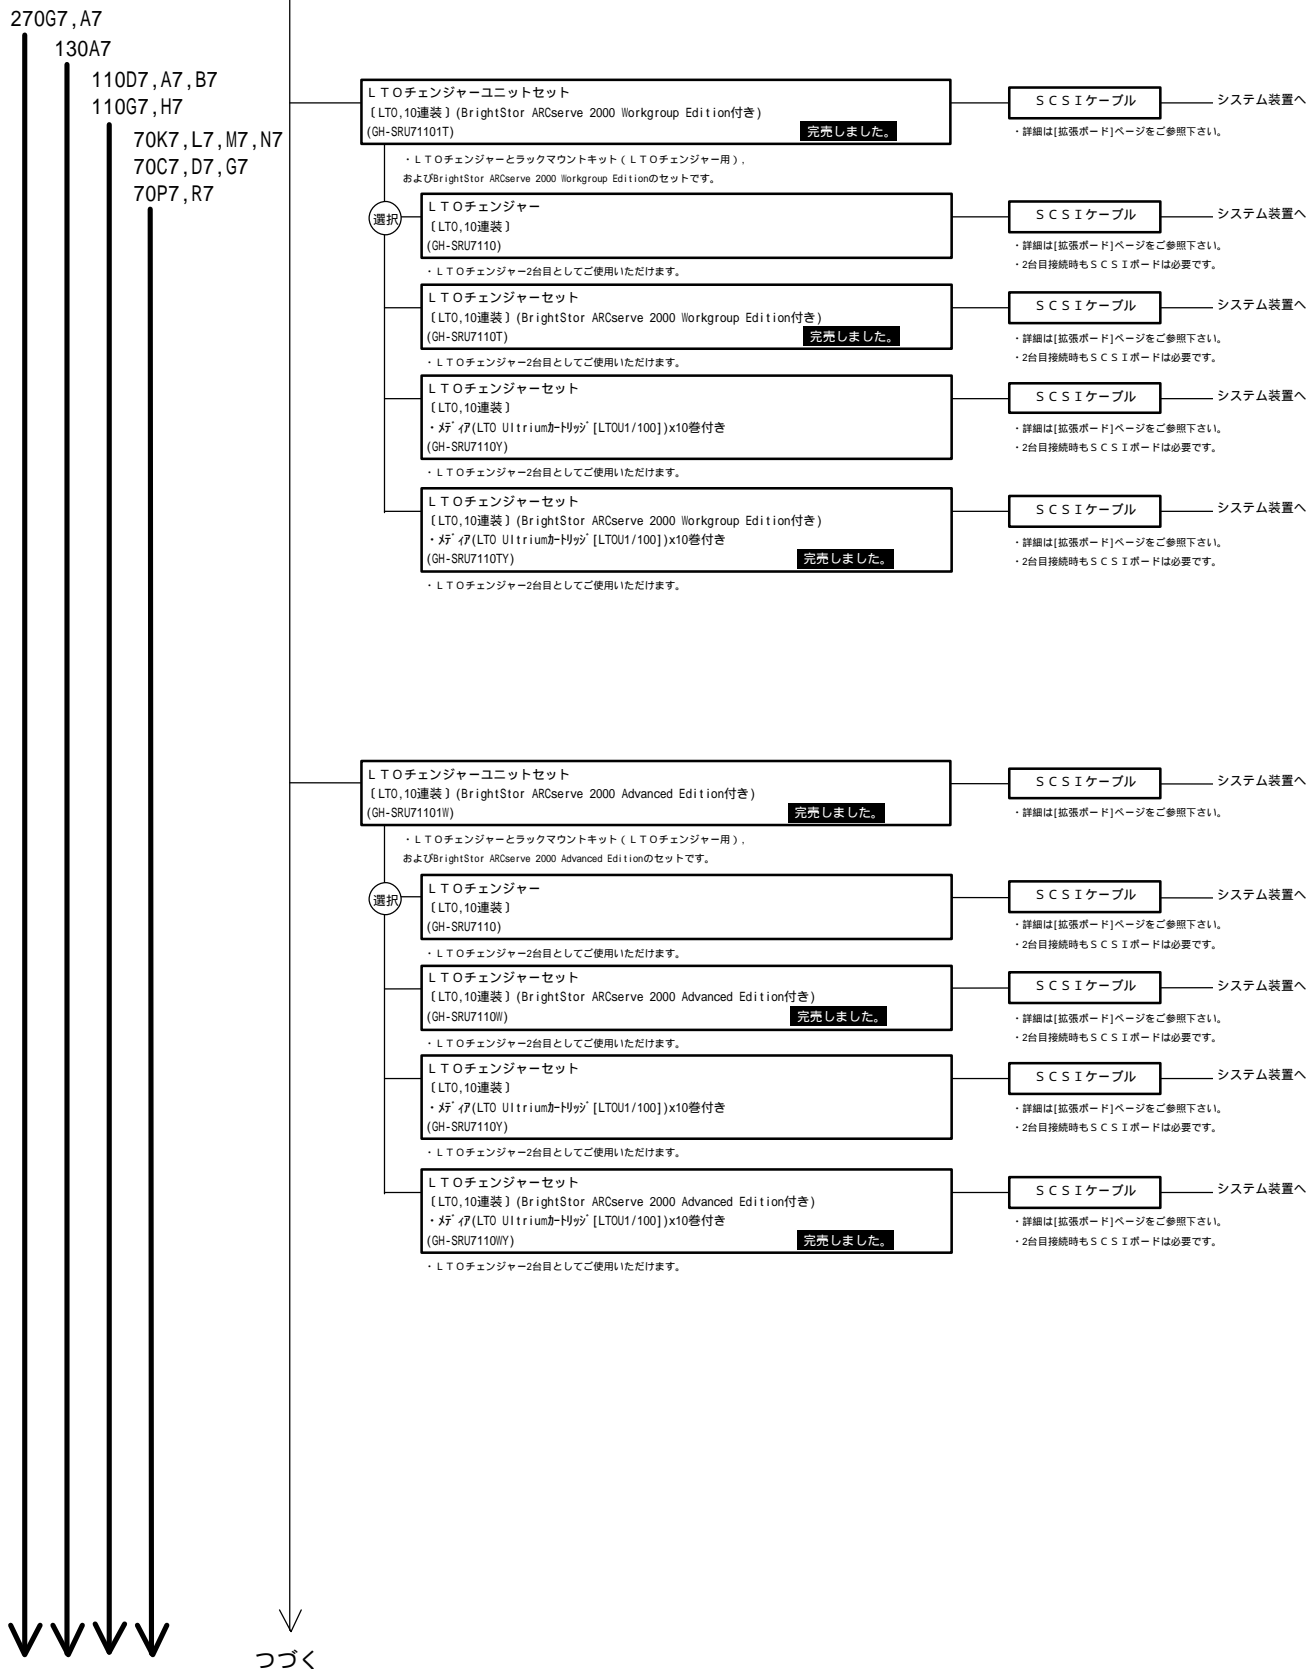 270G7,A7
130A7
110D7,A7,B7
110G7,H7
70K7,L7,M7,N7
70C7,D7,G7
70P7,R7
ＬＴＯチェンジャーユニットセット
〔LTO,10連装〕(BrightStor ARCserve 2000 Workgroup Edition付き)
(GH-SRU71101T)
完売しました。
ＳＣＳＩケーブル
システム装置へ
・詳細は[拡張ボード]ページをご参照下さい。
・ＬＴＯチェンジャーとラックマウントキット（ＬＴＯチェンジャー用）,
およびBrightStor ARCserve 2000 Workgroup Editionのセットです。
選択
ＬＴＯチェンジャー
〔LTO,10連装〕
(GH-SRU7110)
ＳＣＳＩケーブル
システム装置へ
・詳細は[拡張ボード]ページをご参照下さい。
・2台目接続時もＳＣＳＩボードは必要です。
・ＬＴＯチェンジャー2台目としてご使用いただけます。
ＬＴＯチェンジャーセット
〔LTO,10連装〕(BrightStor ARCserve 2000 Workgroup Edition付き)
(GH-SRU7110T)
完売しました。
ＳＣＳＩケーブル
システム装置へ
・詳細は[拡張ボード]ページをご参照下さい。
・2台目接続時もＳＣＳＩボードは必要です。
・ＬＴＯチェンジャー2台目としてご使用いただけます。
ＬＴＯチェンジャーセット
〔LTO,10連装〕
・ﾒﾃﾞｨｱ(LTO Ultriumｶｰﾄﾘｯｼﾞ[LTOU1/100])x10巻付き
(GH-SRU7110Y)
ＳＣＳＩケーブル
システム装置へ
・詳細は[拡張ボード]ページをご参照下さい。
・2台目接続時もＳＣＳＩボードは必要です。
・ＬＴＯチェンジャー2台目としてご使用いただけます。
ＬＴＯチェンジャーセット
〔LTO,10連装〕(BrightStor ARCserve 2000 Workgroup Edition付き)
・ﾒﾃﾞｨｱ(LTO Ultriumｶｰﾄﾘｯｼﾞ[LTOU1/100])x10巻付き
(GH-SRU7110TY)
完売しました。
ＳＣＳＩケーブル
システム装置へ
・詳細は[拡張ボード]ページをご参照下さい。
・2台目接続時もＳＣＳＩボードは必要です。
・ＬＴＯチェンジャー2台目としてご使用いただけます。
ＬＴＯチェンジャーユニットセット
〔LTO,10連装〕(BrightStor ARCserve 2000 Advanced Edition付き)
(GH-SRU71101W)
完売しました。
ＳＣＳＩケーブル
システム装置へ
・詳細は[拡張ボード]ページをご参照下さい。
・ＬＴＯチェンジャーとラックマウントキット（ＬＴＯチェンジャー用）,
およびBrightStor ARCserve 2000 Advanced Editionのセットです。
選択
ＬＴＯチェンジャー
〔LTO,10連装〕
(GH-SRU7110)
ＳＣＳＩケーブル
システム装置へ
・詳細は[拡張ボード]ページをご参照下さい。
・2台目接続時もＳＣＳＩボードは必要です。
・ＬＴＯチェンジャー2台目としてご使用いただけます。
ＬＴＯチェンジャーセット
〔LTO,10連装〕(BrightStor ARCserve 2000 Advanced Edition付き)
(GH-SRU7110W)
完売しました。
ＳＣＳＩケーブル
システム装置へ
・詳細は[拡張ボード]ページをご参照下さい。
・2台目接続時もＳＣＳＩボードは必要です。
・ＬＴＯチェンジャー2台目としてご使用いただけます。
ＬＴＯチェンジャーセット
〔LTO,10連装〕
・ﾒﾃﾞｨｱ(LTO Ultriumｶｰﾄﾘｯｼﾞ[LTOU1/100])x10巻付き
(GH-SRU7110Y)
ＳＣＳＩケーブル
システム装置へ
・詳細は[拡張ボード]ページをご参照下さい。
・2台目接続時もＳＣＳＩボードは必要です。
・ＬＴＯチェンジャー2台目としてご使用いただけます。
ＬＴＯチェンジャーセット
〔LTO,10連装〕(BrightStor ARCserve 2000 Advanced Edition付き)
・ﾒﾃﾞｨｱ(LTO Ultriumｶｰﾄﾘｯｼﾞ[LTOU1/100])x10巻付き
(GH-SRU7110WY)
完売しました。
ＳＣＳＩケーブル
システム装置へ
・詳細は[拡張ボード]ページをご参照下さい。
・2台目接続時もＳＣＳＩボードは必要です。
・ＬＴＯチェンジャー2台目としてご使用いただけます。
つづく